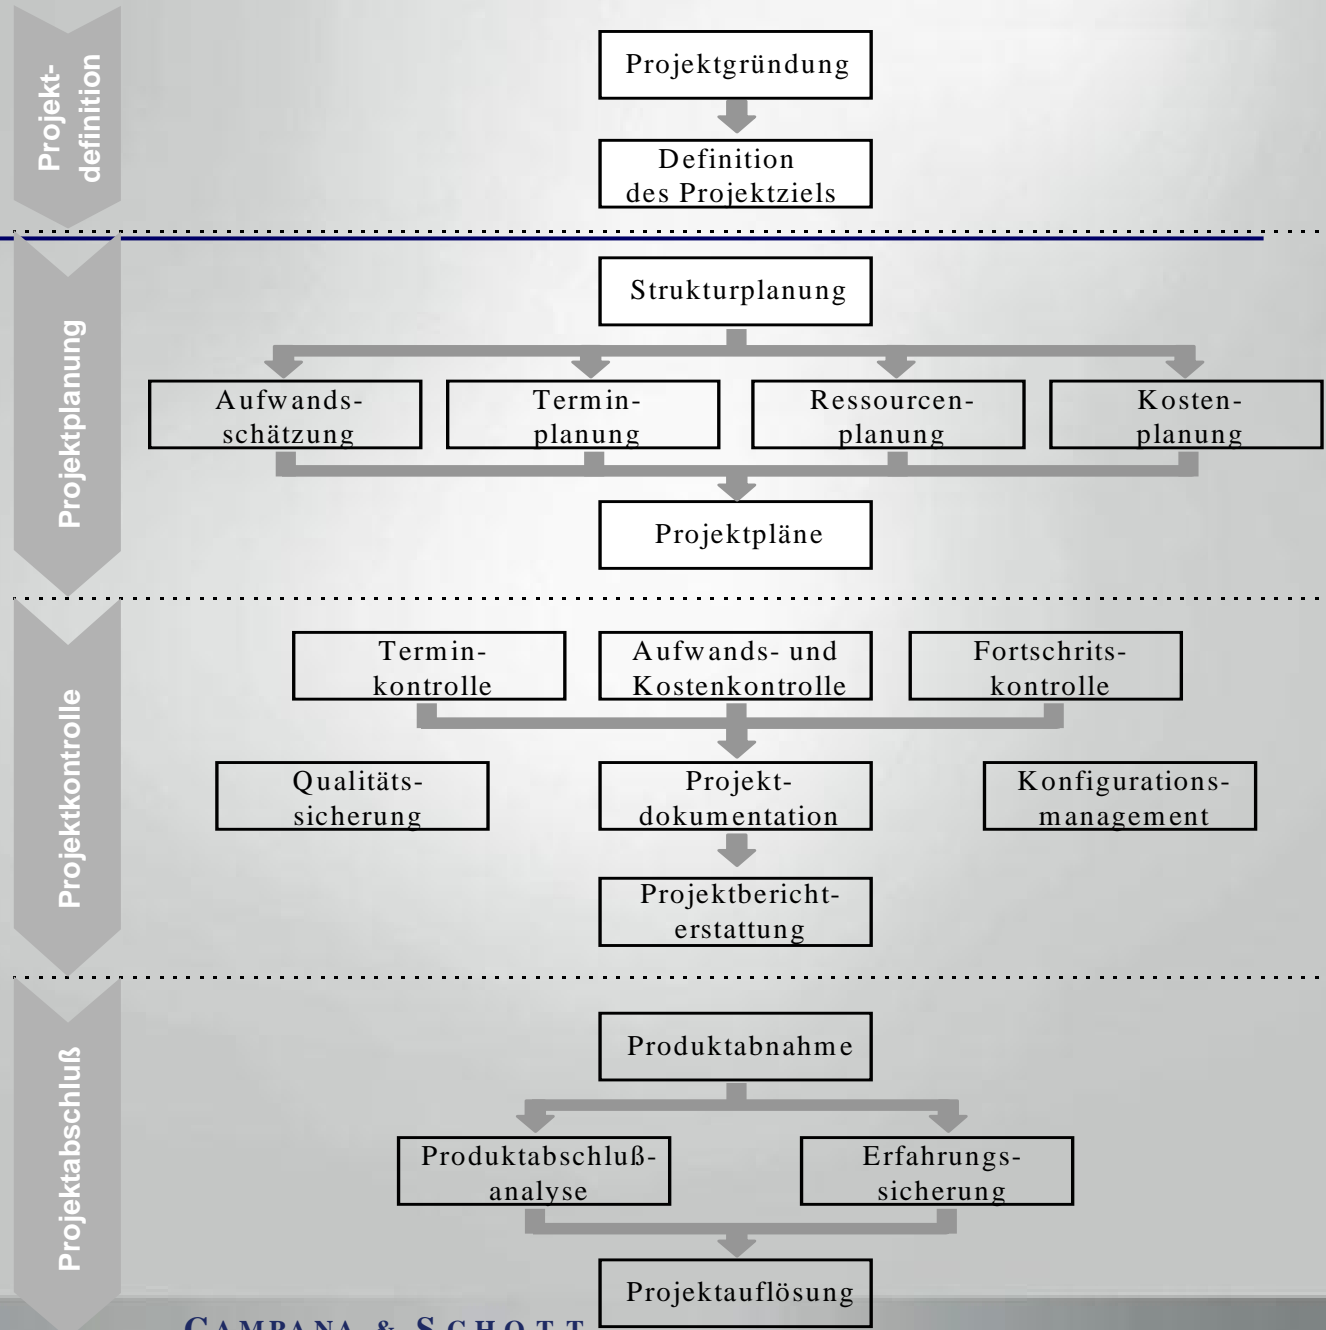 Projekt-
definition
Projektgründung
Definition
des Projektziels
Projektplanung
Strukturplanung
Aufwands-
schätzung
Termin-
planung
Ressourcen-
planung
Kosten-
planung
Projektpläne
Projektkontrolle
Termin-
kontrolle
Aufwands- und
Kostenkontrolle
Fortschrits-
kontrolle
Qualitäts-
sicherung
Projekt-
dokumentation
Konfigurations-
management
Projektbericht-
erstattung
Projektabschluß
Produktabnahme
Produktabschluß-
analyse
Erfahrungs-
sicherung
Projektauflösung
CAMPANA & SCHOTT